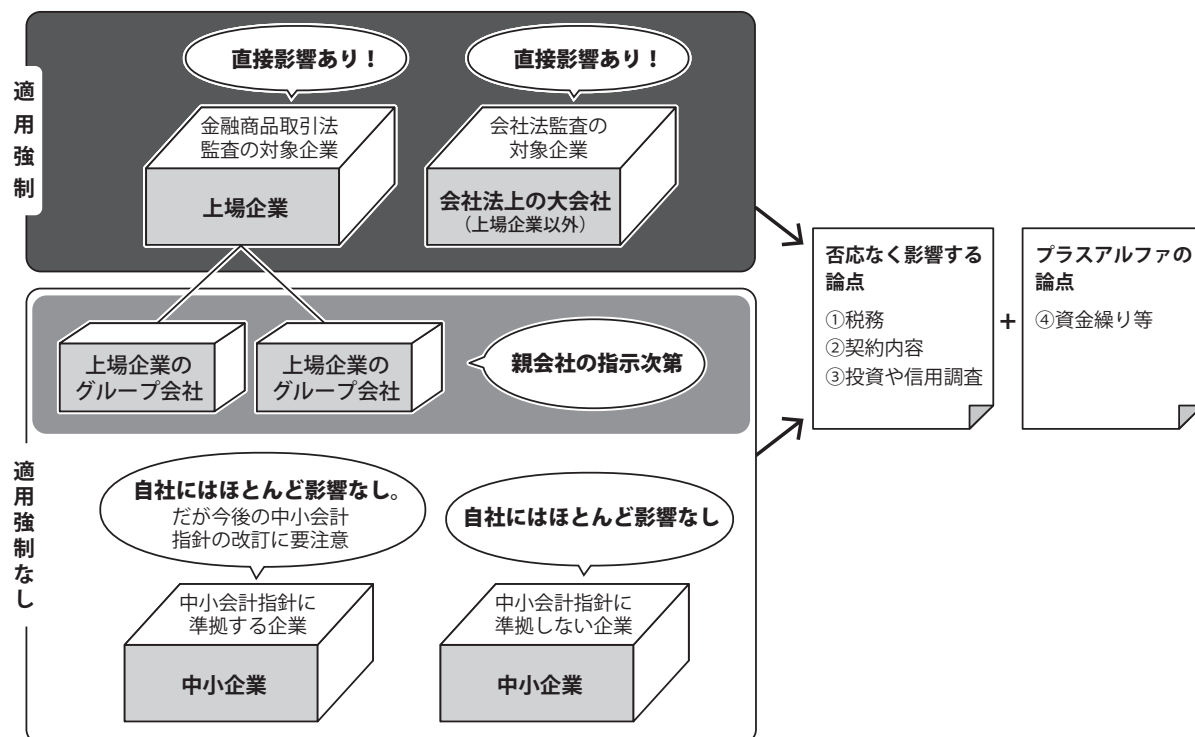 適用強制
直接影響あり！
金融商品取引法
監査の対象企業
上場企業
直接影響あり！
会社法監査の
対象企業
会社法上の大会社
（上場企業以外）
適用強制なし
上場企業の
グループ会社
上場企業の
グループ会社
親会社の指示次第
自社にはほとんど影響なし。
だが今後の中小会計
指針の改訂に要注意
中小会計指針に
準拠する企業
中小企業
自社にはほとんど影響なし
中小会計指針に
準拠しない企業
中小企業
否応なく影響する
論点
①税務
②契約内容
③投資や信用調査
+
プラスアルファの
論点
④資金繰り等